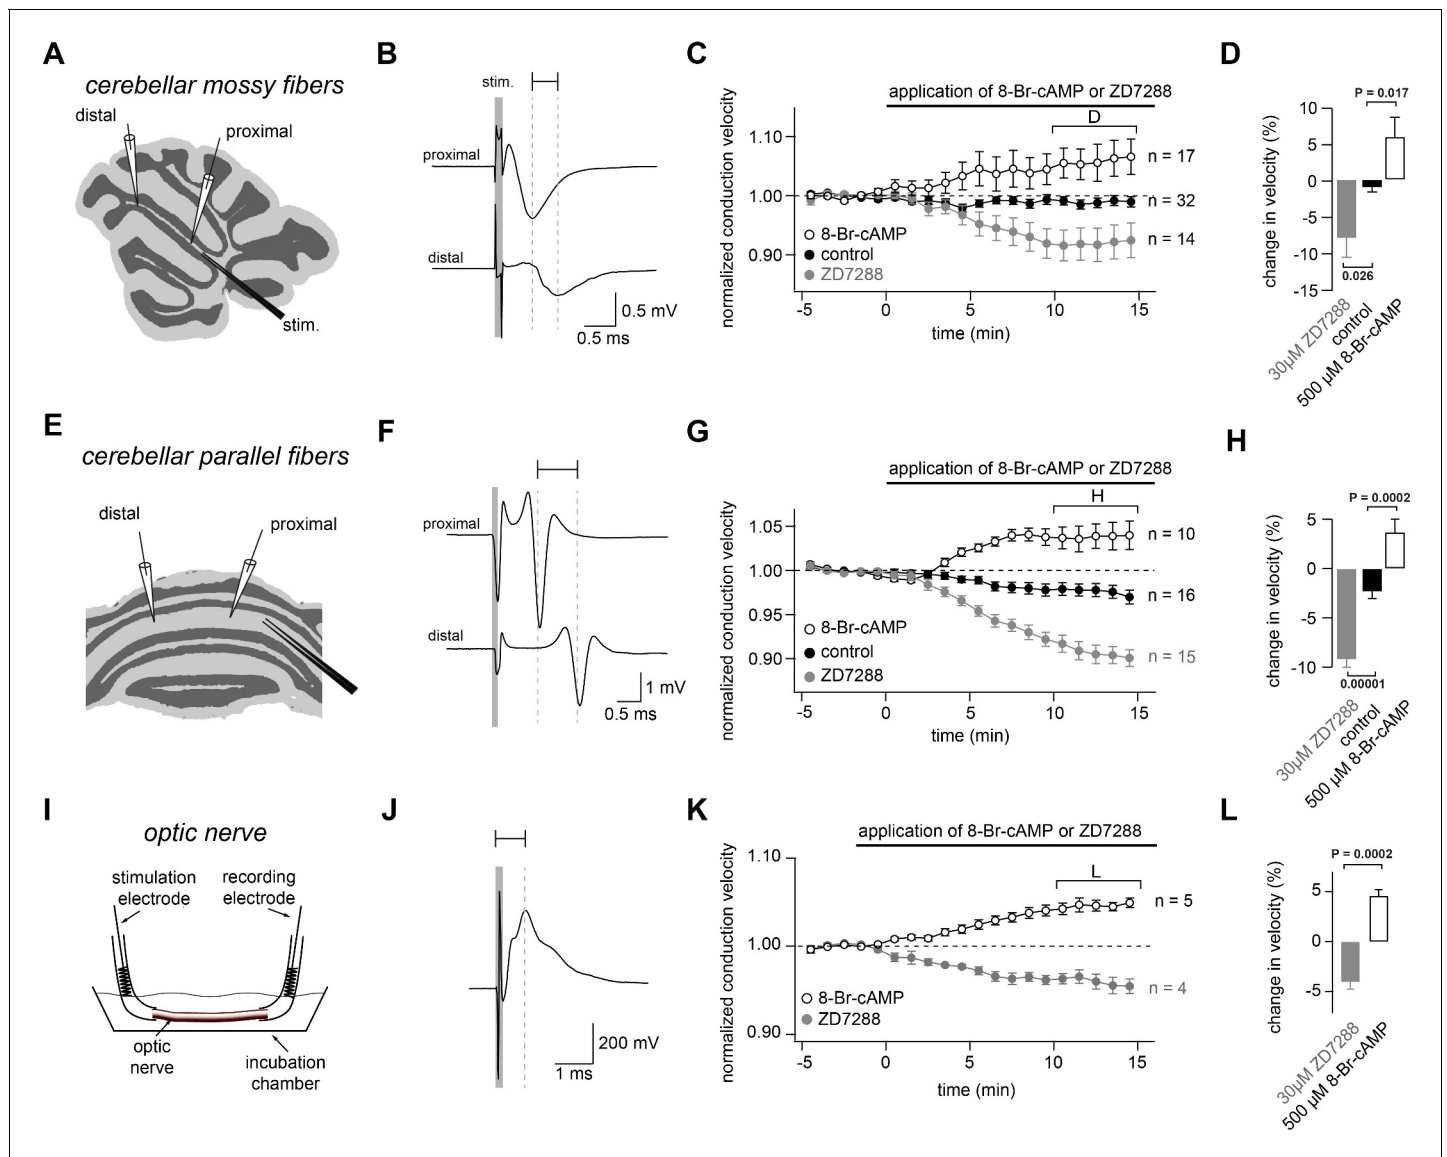 A
cerebellar mossy fibers
distal
proximal
stim.
B
stim.
proximal
distal
0.5 mV
0.5 ms
C
application of 8-Br-cAMP or ZD7288
D
normalized conduction velocity
1.10
1.00
0.90
n = 17
n = 32
n = 14
8-Br-cAMP
control
ZD7288
-5
0
5
10
15
time (min)
D
P = 0.017
change in velocity (%)
10
5
0
-5
-10
-15
0.026
30µM ZD7288
control
500 µM 8-Br-cAMP
E
cerebellar parallel fibers
distal
proximal
F
proximal
distal
1 mV
0.5 ms
G
application of 8-Br-cAMP or ZD7288
H
normalized conduction velocity
1.05
1.00
0.95
0.90
n = 10
n = 16
n = 15
8-Br-cAMP
control
ZD7288
-5
0
5
10
15
time (min)
H
P = 0.0002
change in velocity (%)
5
0
-5
-10
0.00001
30µM ZD7288
control
500 µM 8-Br-cAMP
I
optic nerve
stimulation
electrode
recording
electrode
optic
nerve
incubation
chamber
J
200 mV
1 ms
K
application of 8-Br-cAMP or ZD7288
L
normalized conduction velocity
1.10
1.00
0.90
n = 5
n = 4
8-Br-cAMP
ZD7288
-5
0
5
10
15
time (min)
L
P = 0.0002
change in velocity (%)
5
0
-5
30µM ZD7288
500 µM 8-Br-cAMP